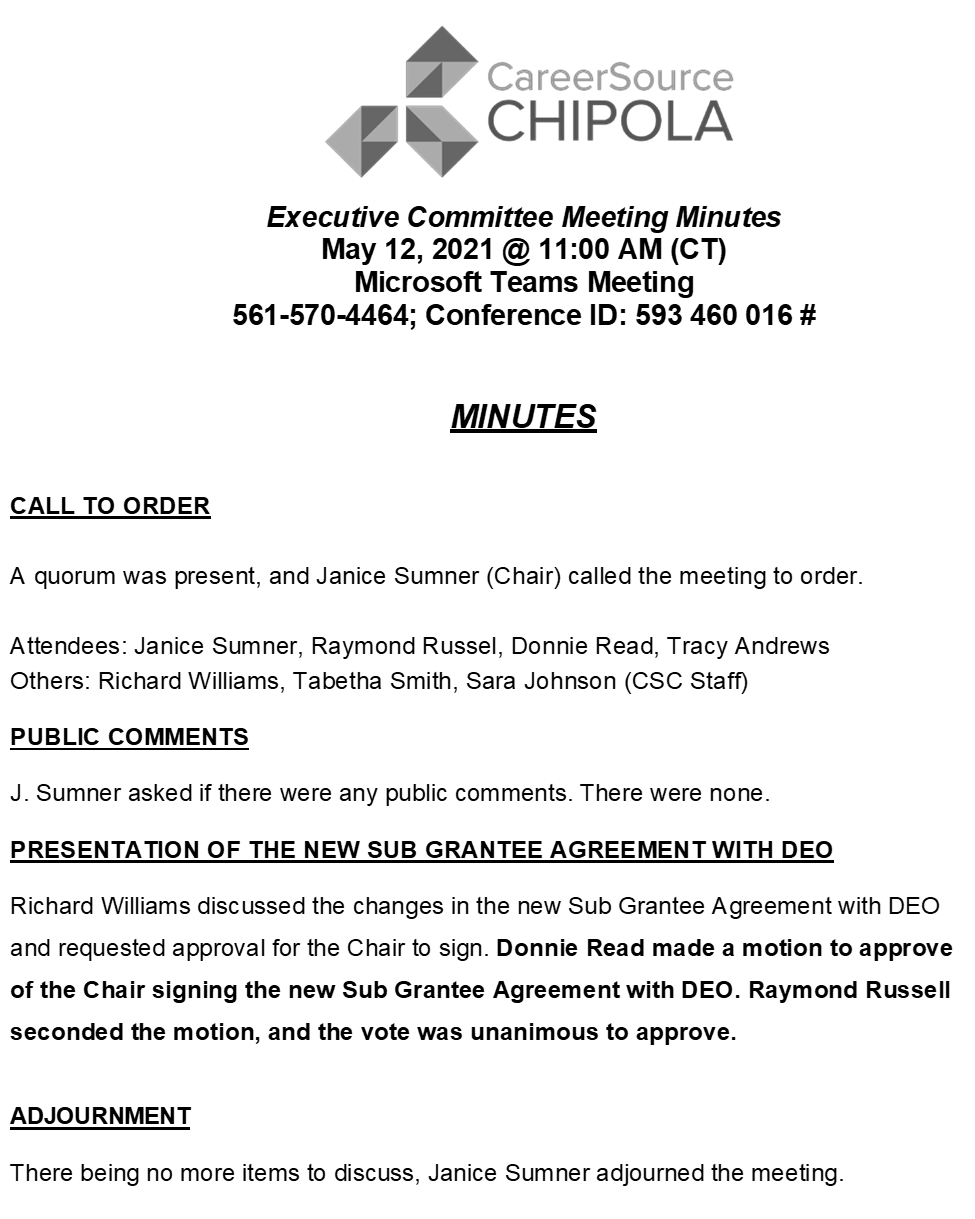 CareerSource
CHIPOLA
Executive Committee Meeting Minutes
May 12, 2021 @ 11:00 AM (CT)
Microsoft Teams Meeting
561-570-4464; Conference ID: 593 460 016 #
MINUTES
CALL TO ORDER
A quorum was present, and Janice Sumner (Chair) called the meeting to order.
Attendees: Janice Sumner, Raymond Russel, Donnie Read, Tracy Andrews
Others: Richard Williams, Tabetha Smith, Sara Johnson (CSC Staff)
PUBLIC COMMENTS
J. Sumner asked if there were any public comments. There were none.
PRESENTATION OF THE NEW SUB GRANTEE AGREEMENT WITH DEO
Richard Williams discussed the changes in the new Sub Grantee Agreement with DEO
and requested approval for the Chair to sign. Donnie Read made a motion to approve
of the Chair signing the new Sub Grantee Agreement with DEO. Raymond Russell
seconded the motion, and the vote was unanimous to approve.
ADJOURNMENT
There being no more items to discuss, Janice Sumner adjourned the meeting.